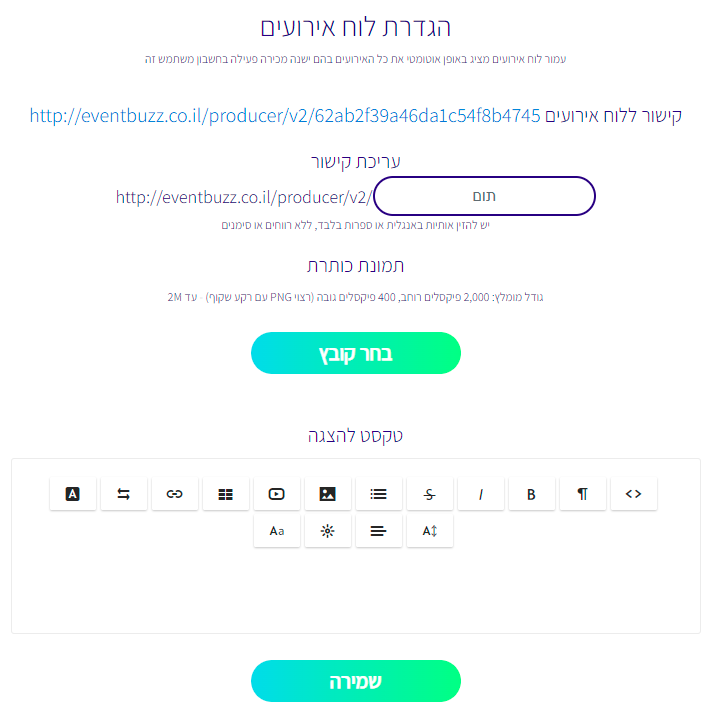 הגדרת לוח אירועים
עמוד לוח אירועים מציג באופן אוטומטי את כל האירועים בהם ישנה מכירה פעילה בחשבון משתמש זה
קישור ללוח אירועים http://eventbuzz.co.il/producer/v2/62ab2f39a46da1c54f8b4745
עריכת קישור
http://eventbuzz.co.il/producer/v2/ תום
יש להזין אותיות באנגלית או ספרות בלבד, ללא רווחים או סימנים
תמונת כותרת
גודל מומלץ: 2,000 פיקסלים רוחב, 400 פיקסלים גובה (רצוי PNG עם רקע שקוף) - עד 2M
בחר קובץ
טקסט להצגה
A S I B ¶ <>
Aa A
שמירה